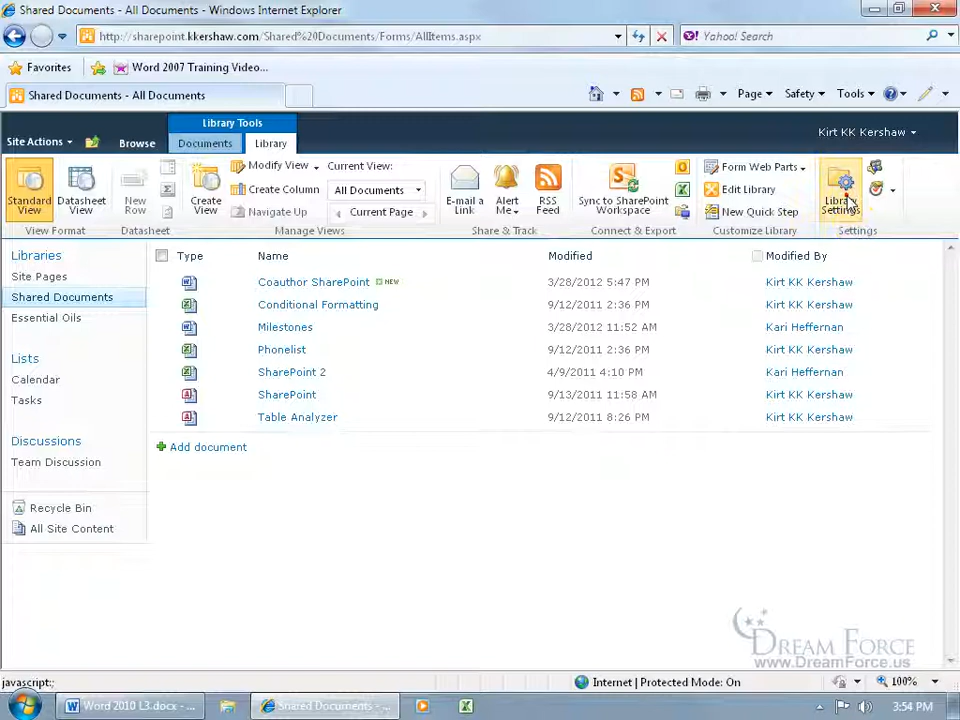 Shared Documents - All Documents - Windows Internet Explorer
http://sharepoint.kkershaw.com/Shared%20Documents/Forms/AllItems.aspx
Yahoo! Search
Favorites
Word 2007 Training Video...
Shared Documents - All Documents
Page
Safety
Tools
Library Tools
Kirt KK Kershaw
Site Actions
Browse
Documents
Library
Standard View
Datasheet View
New Row
Create View
Modify View
Create Column
Navigate Up
Current View:
All Documents
Current Page
E-mail a Link
Alert Me
RSS Feed
Sync to SharePoint Workspace
Form Web Parts
Edit Library
New Quick Step
Library Settings
View Format
Datasheet
Manage Views
Share & Track
Connect & Export
Customize Library
Settings
Libraries
Site Pages
Shared Documents
Essential Oils
Lists
Calendar
Tasks
Discussions
Team Discussion
Recycle Bin
All Site Content
Type Name Modified Modified By
Coauthor SharePoint NEW 3/28/2012 5:47 PM Kirt KK Kershaw
Conditional Formatting 9/12/2011 2:36 PM Kirt KK Kershaw
Milestones 3/28/2012 11:52 AM Kari Heffernan
Phonelist 9/12/2011 2:36 PM Kirt KK Kershaw
SharePoint 2 4/9/2011 4:10 PM Kari Heffernan
SharePoint 9/13/2011 11:58 AM Kirt KK Kershaw
Table Analyzer 9/12/2011 8:26 PM Kirt KK Kershaw
Add document
DREAM FORCE
www.DreamForce.us
javascript:;
Internet | Protected Mode: On
100%
Word 2010 L3.docx - ...
Shared Documents - ...
3:54 PM